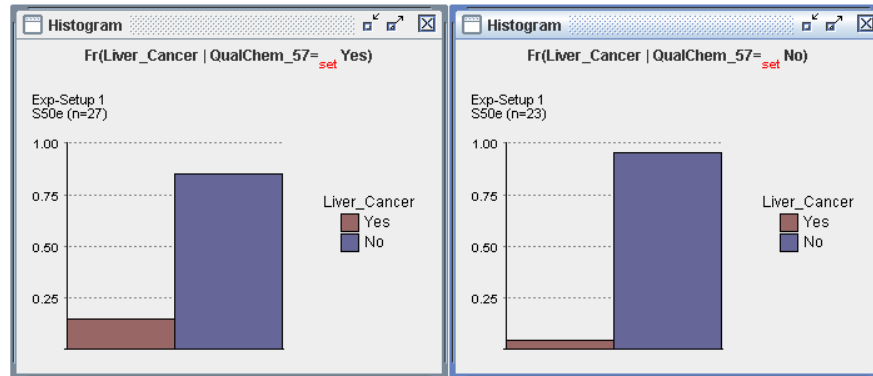 Histogram
Fr(Liver_Cancer | QualChem_57=set Yes)
Exp-Setup 1
S50e (n=27)
1.00
0.75
0.50
0.25
Liver_Cancer
Yes
No
Histogram
Fr(Liver_Cancer | QualChem_57=set No)
Exp-Setup 1
S50e (n=23)
1.00
0.75
0.50
0.25
Liver_Cancer
Yes
No